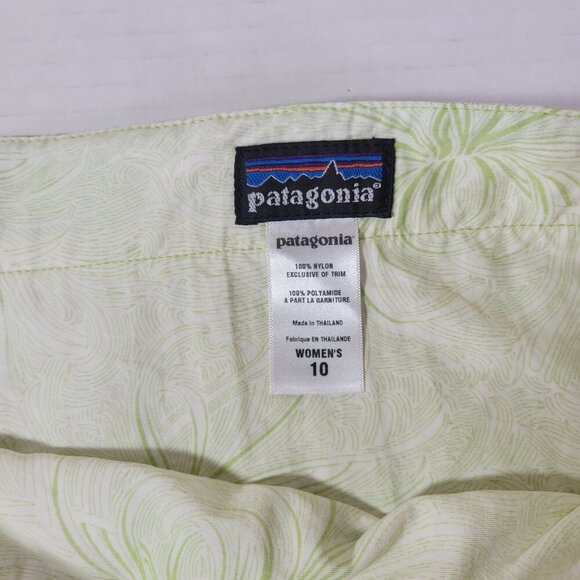 patagonia®
patagonia
100% NYLON
EXCLUSIVE OF TRIM
100% POLYAMIDE
A PART LA GARNITURE
Made in THAILAND
Fabriqué EN THAÏLANDE
WOMEN'S
10